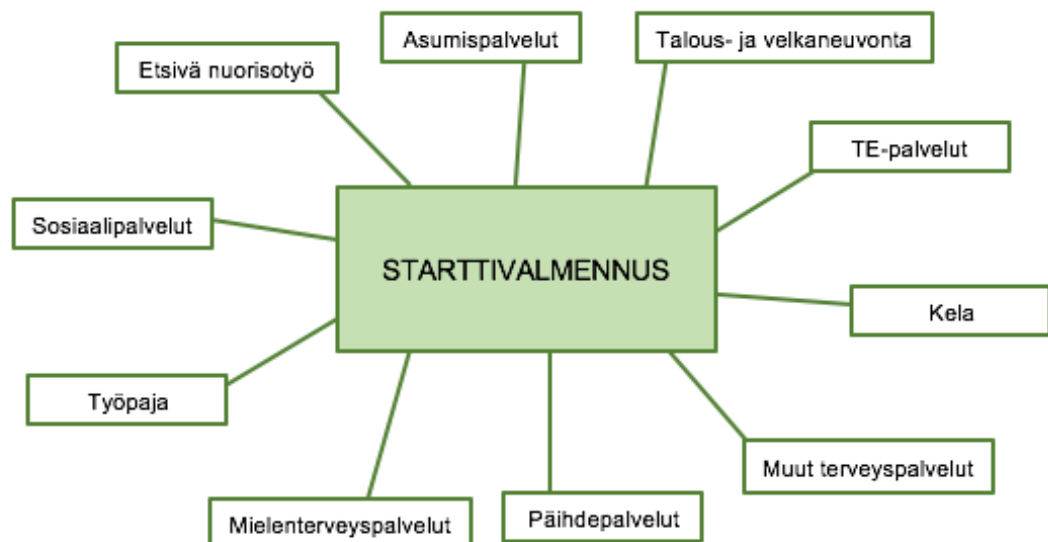 Asumispalvelut
Talous- ja velkaneuvonta
Etsivä nuorisotyö
TE-palvelut
Sosiaalipalvelut
STARTTIVALMENNUS
Kela
Työpaja
Muut terveyspalvelut
Mielenterveyspalvelut
Päihdepalvelut